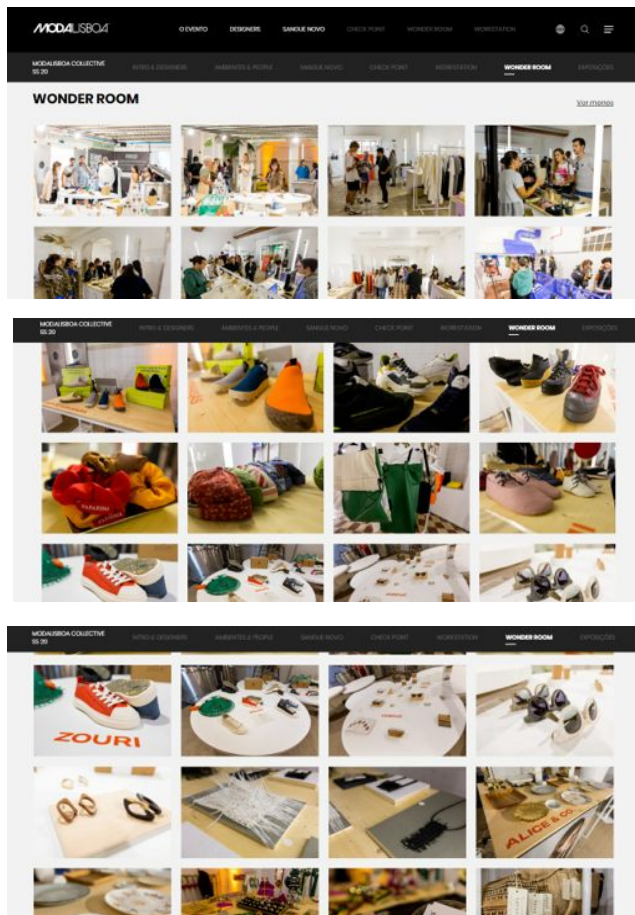 MODALISBOA
O EVENTO DESIGNERS SANGUE NOVO CHECK POINT WONDER ROOM WORKSTATION
MODALISBOA COLLECTIVE INTRO & DESIGNERS AMBIENTES & PEOPLE SANGUE NOVO CHECK POINT WORKSTATION WONDER ROOM EXPOSIÇÕES
SS 20
WONDER ROOM
Ver menos
MODALISBOA COLLECTIVE INTRO & DESIGNERS AMBIENTES & PEOPLE SANGUE NOVO CHECK POINT WORKSTATION WONDER ROOM EXPOSIÇÕES
SS 20
MODALISBOA COLLECTIVE INTRO & DESIGNERS AMBIENTES & PEOPLE SANGUE NOVO CHECK POINT WORKSTATION WONDER ROOM EXPOSIÇÕES
SS 20
ZOURI
ALICE & CO